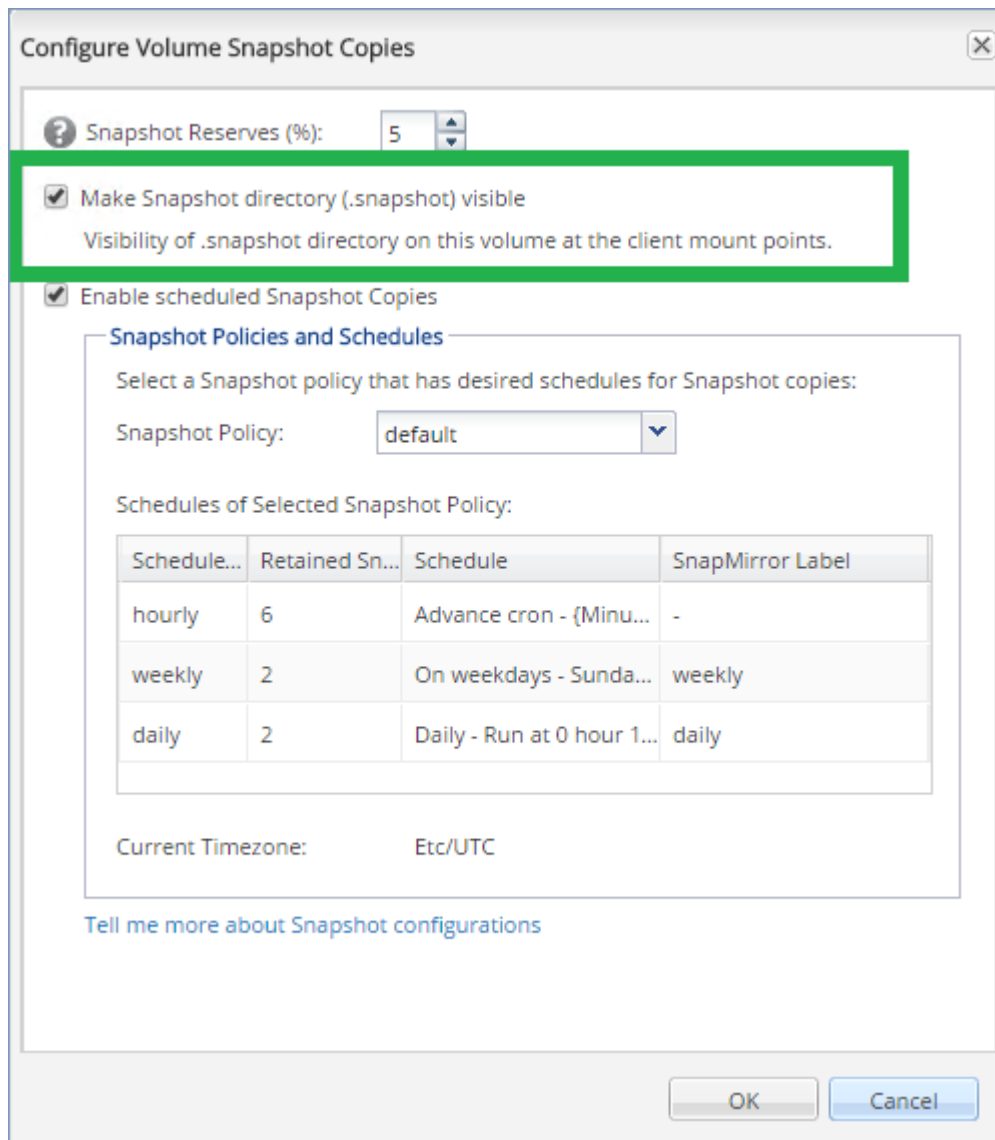 Configure Volume Snapshot Copies
Snapshot Reserves (%): 5
Make Snapshot directory (.snapshot) visible
Visibility of .snapshot directory on this volume at the client mount points.
Enable scheduled Snapshot Copies
Snapshot Policies and Schedules
Select a Snapshot policy that has desired schedules for Snapshot copies:
Snapshot Policy: default
Schedules of Selected Snapshot Policy:
Schedule... Retained Sn... Schedule SnapMirror Label
hourly 6 Advance cron - {Minu... -
weekly 2 On weekdays - Sunda... weekly
daily 2 Daily - Run at 0 hour 1... daily
Current Timezone: Etc/UTC
Tell me more about Snapshot configurations
OK Cancel